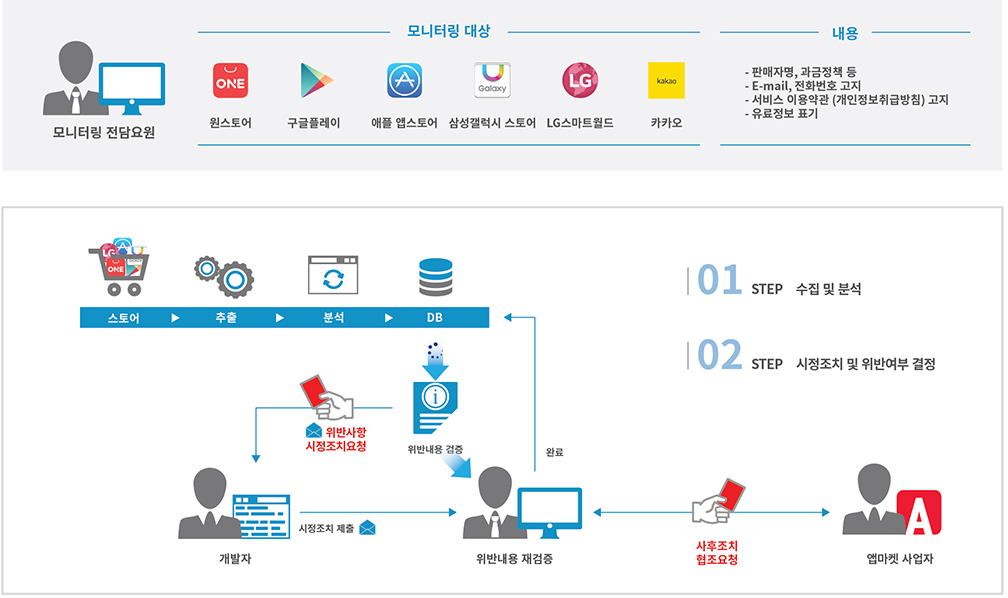 모니터링 대상
내용
ONE
Galaxy
LG
kakao
원스토어
구글플레이
애플 앱스토어
삼성갤럭시 스토어
LG스마트월드
카카오
모니터링 전담요원
- 판매자명, 과금정책 등
- E-mail, 전화번호 고지
- 서비스 이용약관 (개인정보취급방침) 고지
- 유료정보 표기
LG
ONE
스토어
추출
분석
DB
01 STEP 수집 및 분석
02 STEP 시정조치 및 위반여부 결정
위반사항
시정조치요청
i
위반내용 검증
완료
개발자
시정조치 제출
위반내용 재검증
사후조치
협조요청
A
앱마켓 사업자